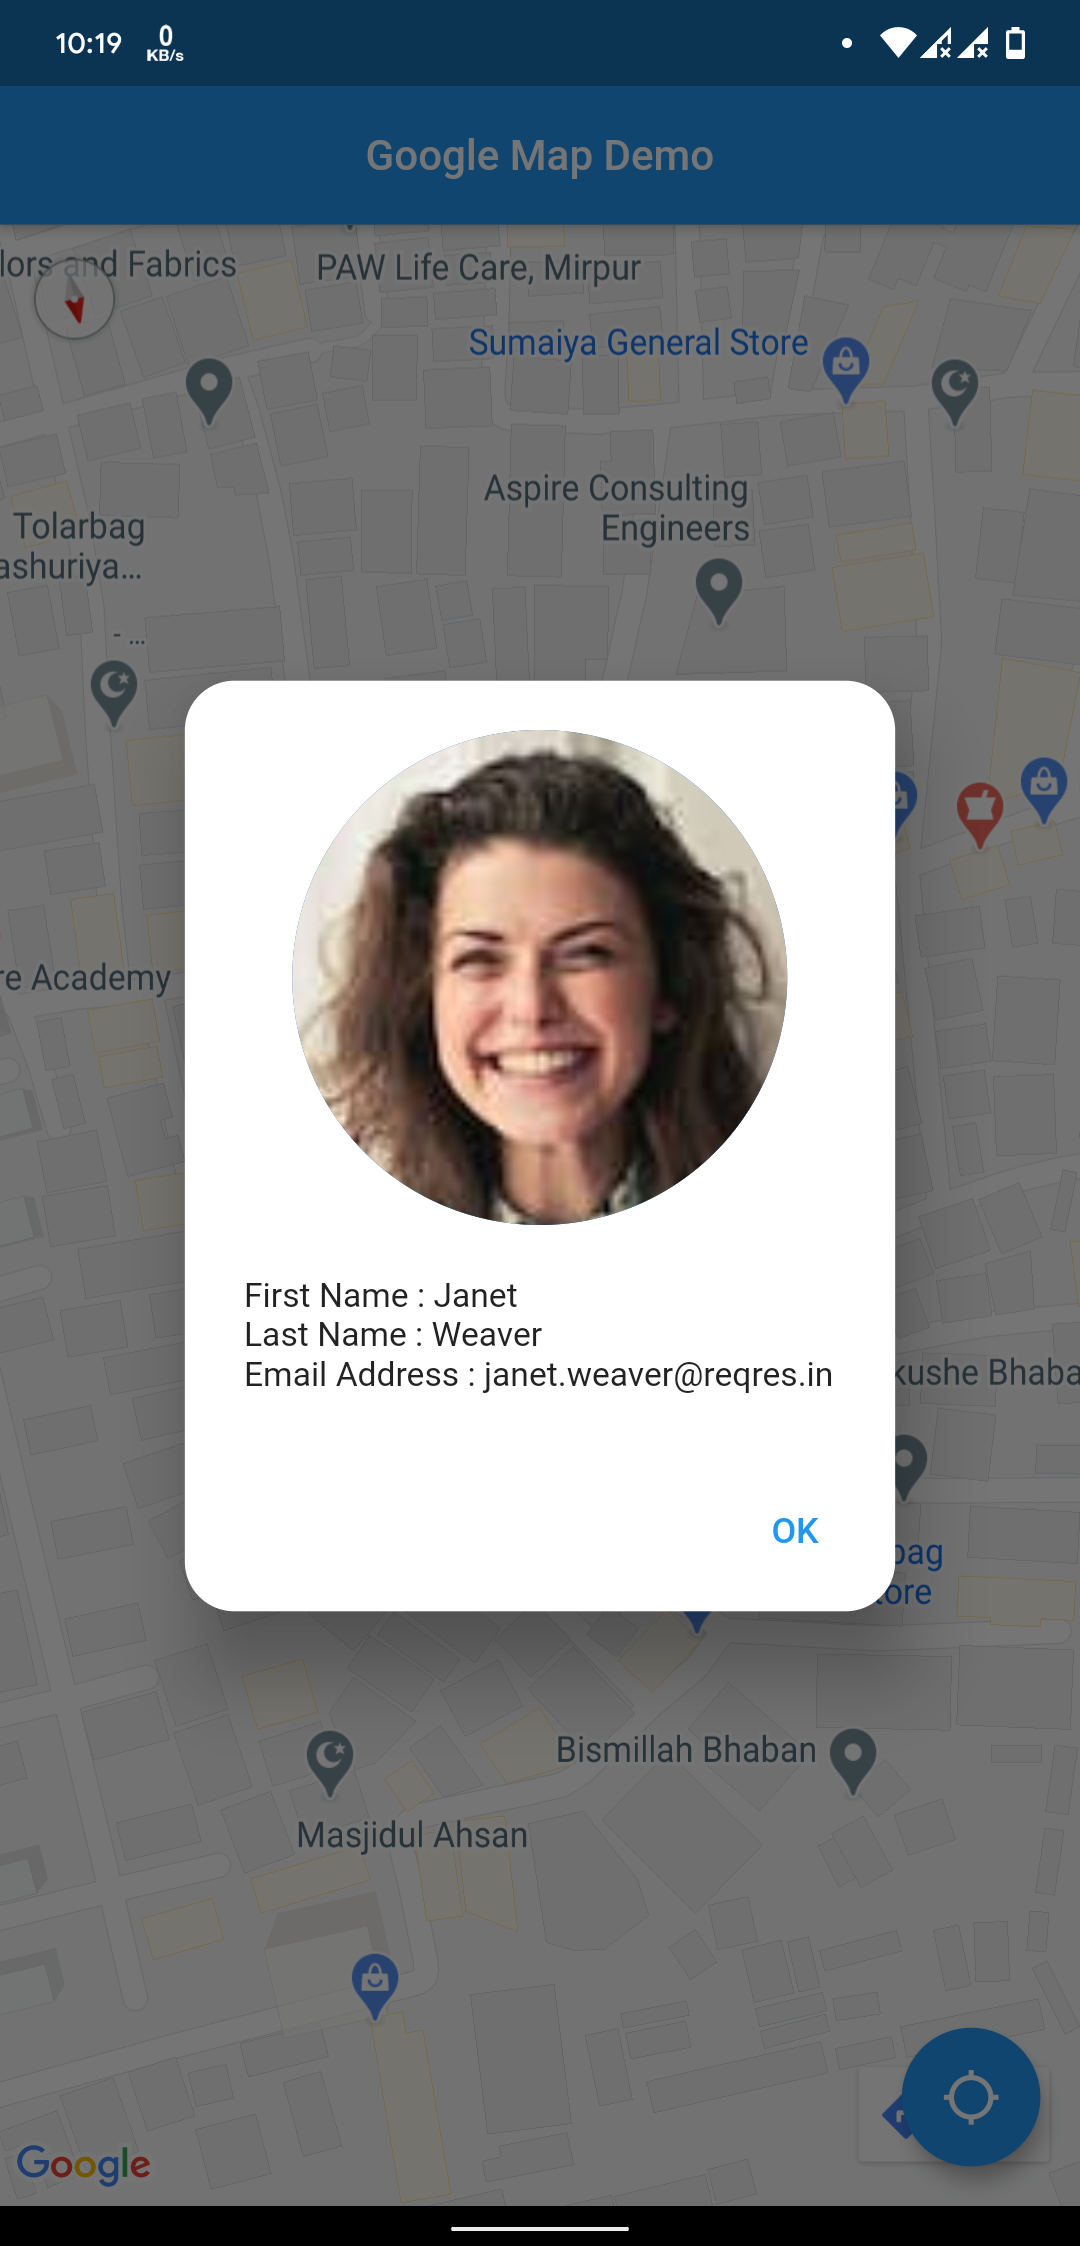 10:19
0
KB/s
Google Map Demo
lors and Fabrics
PAW Life Care, Mirpur
Sumaiya General Store
Aspire Consulting
Engineers
Tolarbag
ashuriya...
- ...
re Academy
First Name : Janet
Last Name : Weaver
Email Address : janet.weaver@reqres.in
kushe Bhaba
OK
bag
tore
Bismillah Bhaban
Masjidul Ahsan
Google